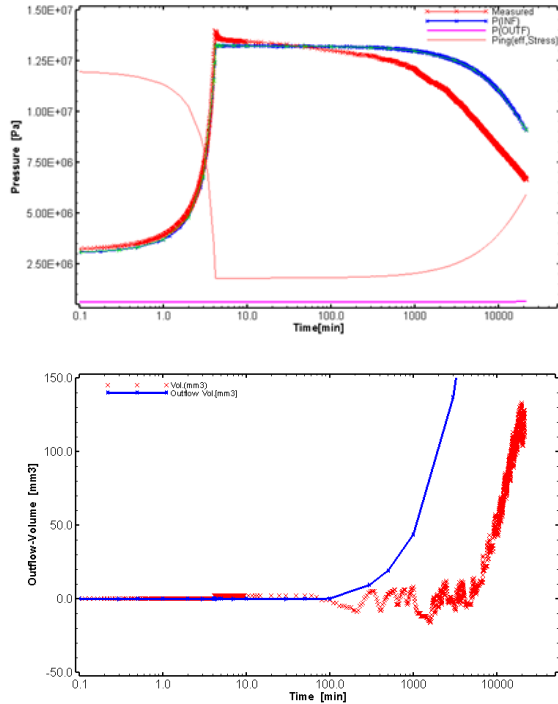 1.50E+07
Measured
P(INF)
P(OUTF)
Ping(eff,Stress)
1.25E+07
1.00E+07
7.50E+06
5.00E+06
2.50E+06
Pressure [Pa]
0.1 1.0 10.0 100.0 1000 10000
Time[min]
150.0
Vol.(mm3)
Outflow Vol.[mm3)
100.0
50.0
0.0
-50.0
Outflow-Volume [mm3]
0.1 1.0 10.0 100.0 1000 10000
Time [min]